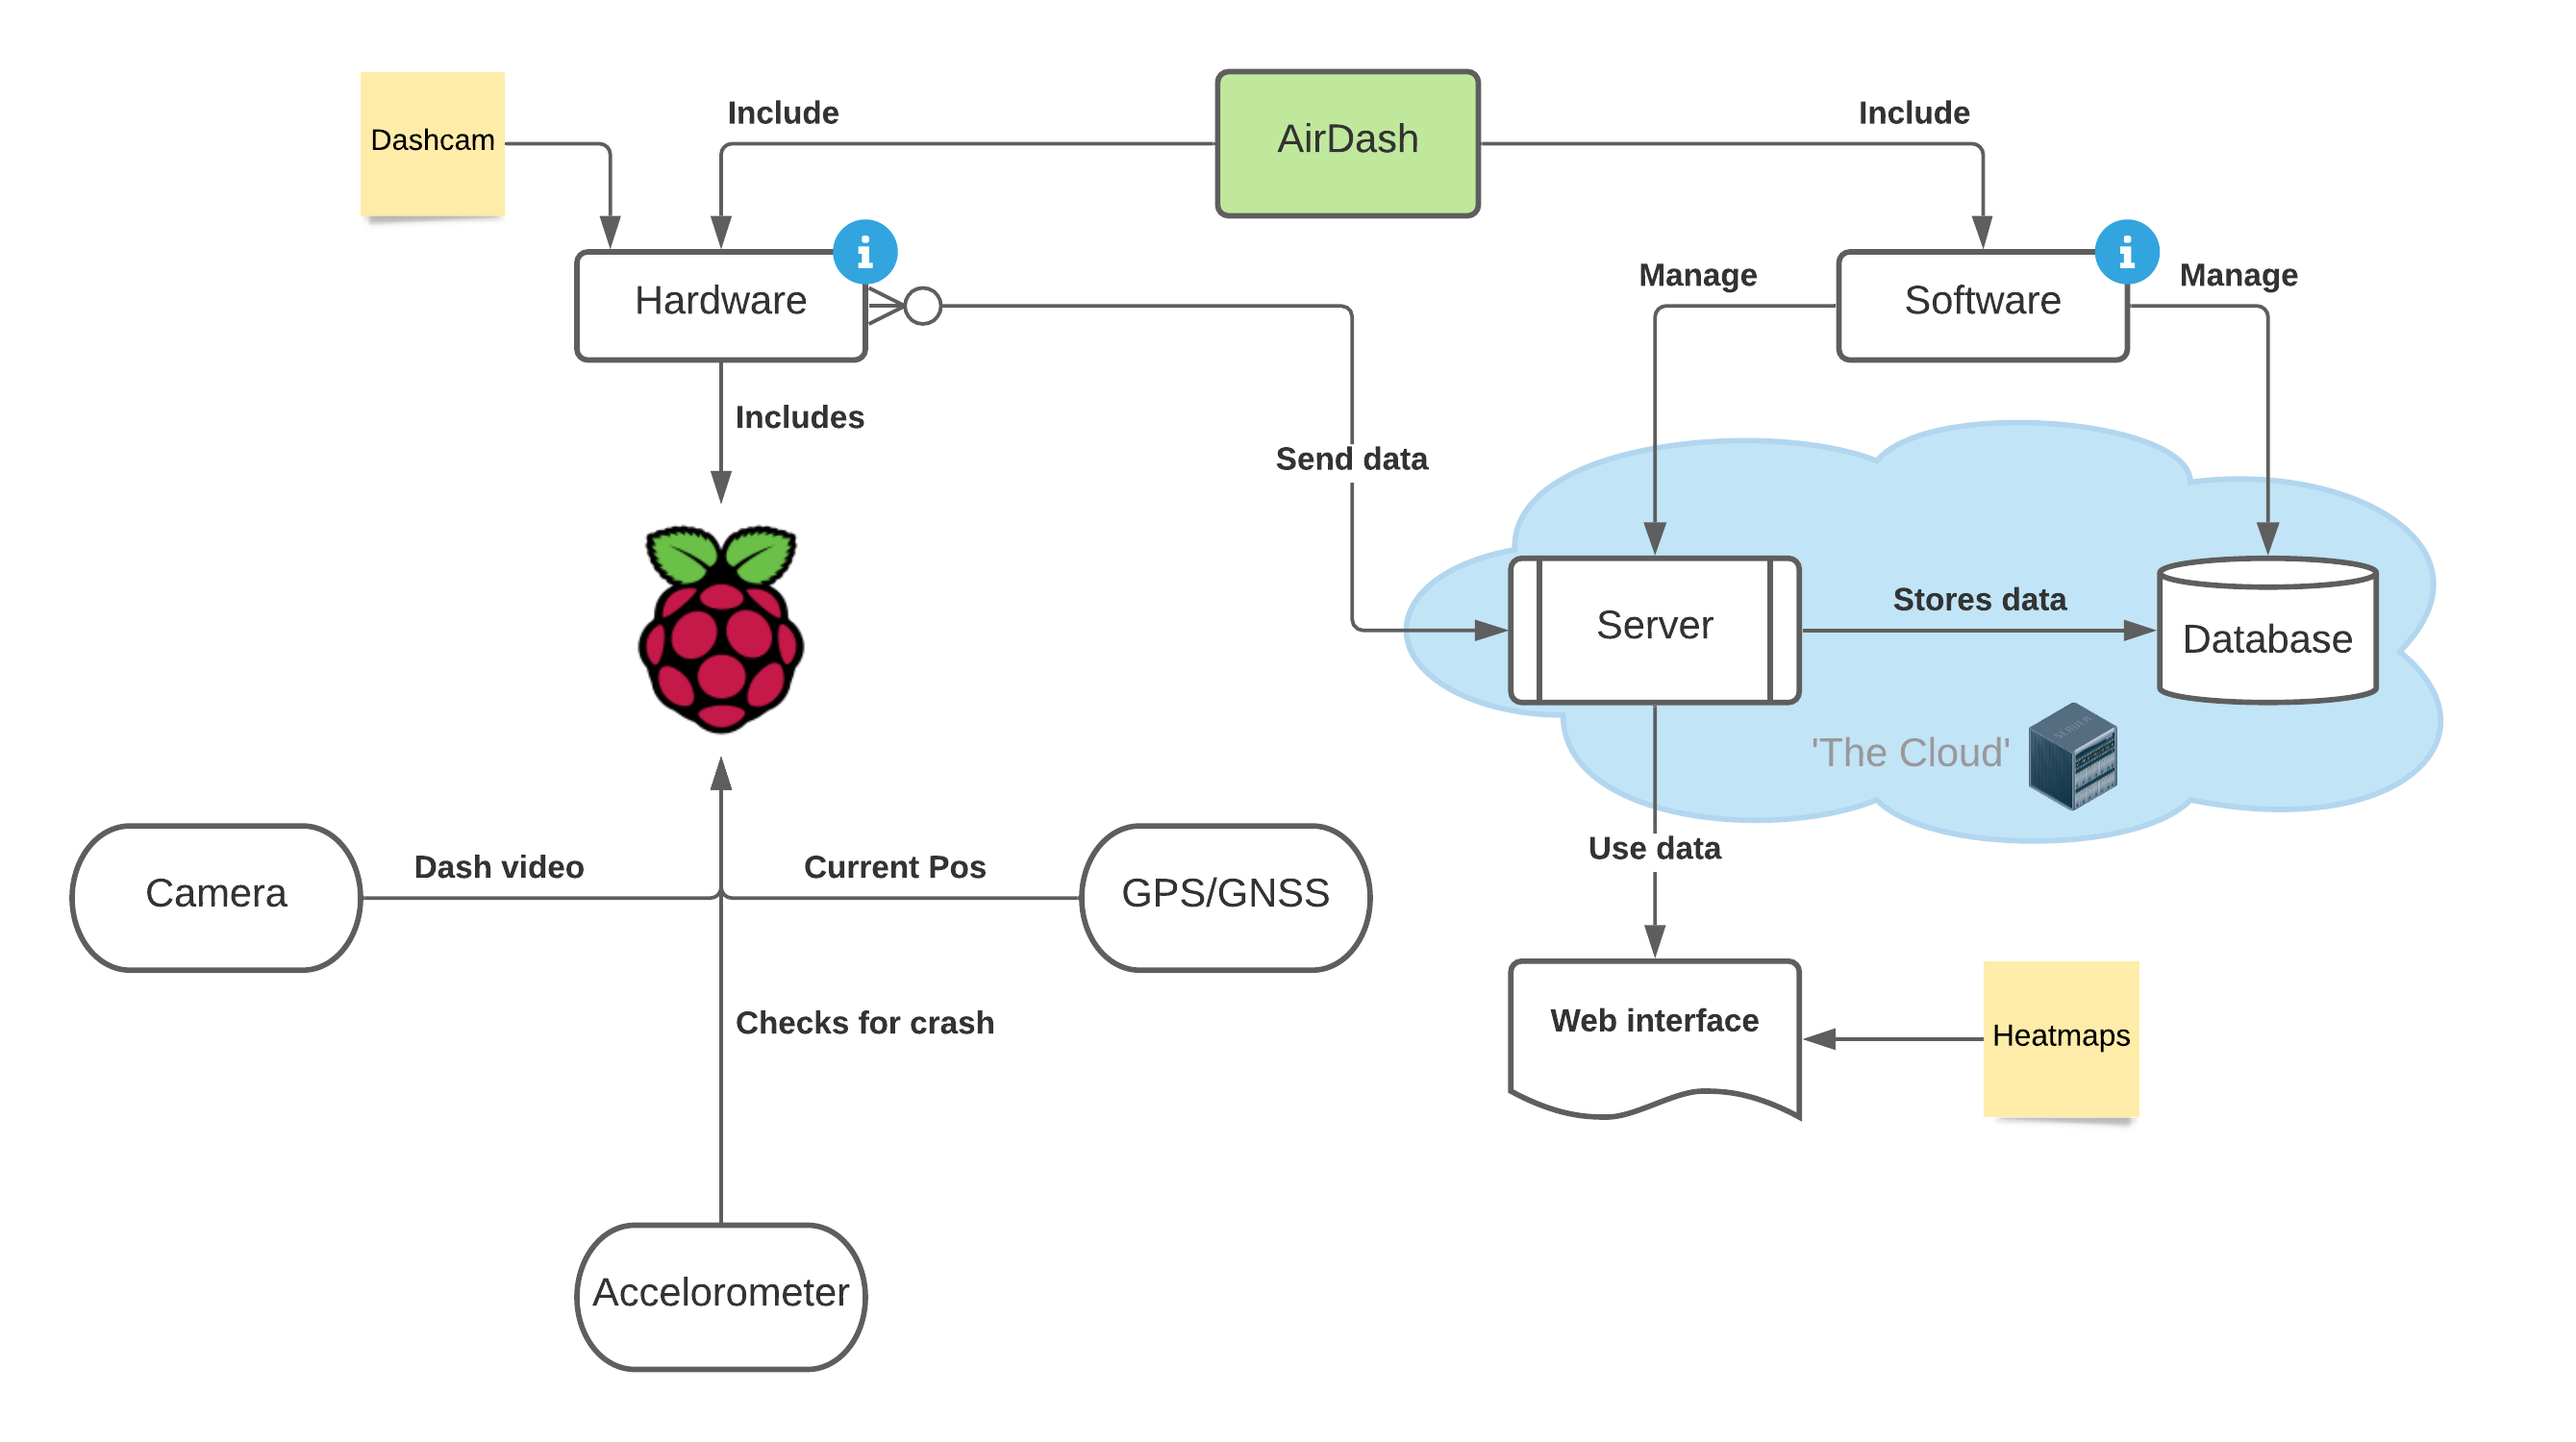 Dashcam
Include
AirDash
Include
Hardware
Manage
Software
Manage
Includes
Send data
Server
Stores data
Database
'The Cloud'
SERVER
Use data
Camera
Dash video
Current Pos
GPS/GNSS
Checks for crash
Web interface
Heatmaps
Accelorometer